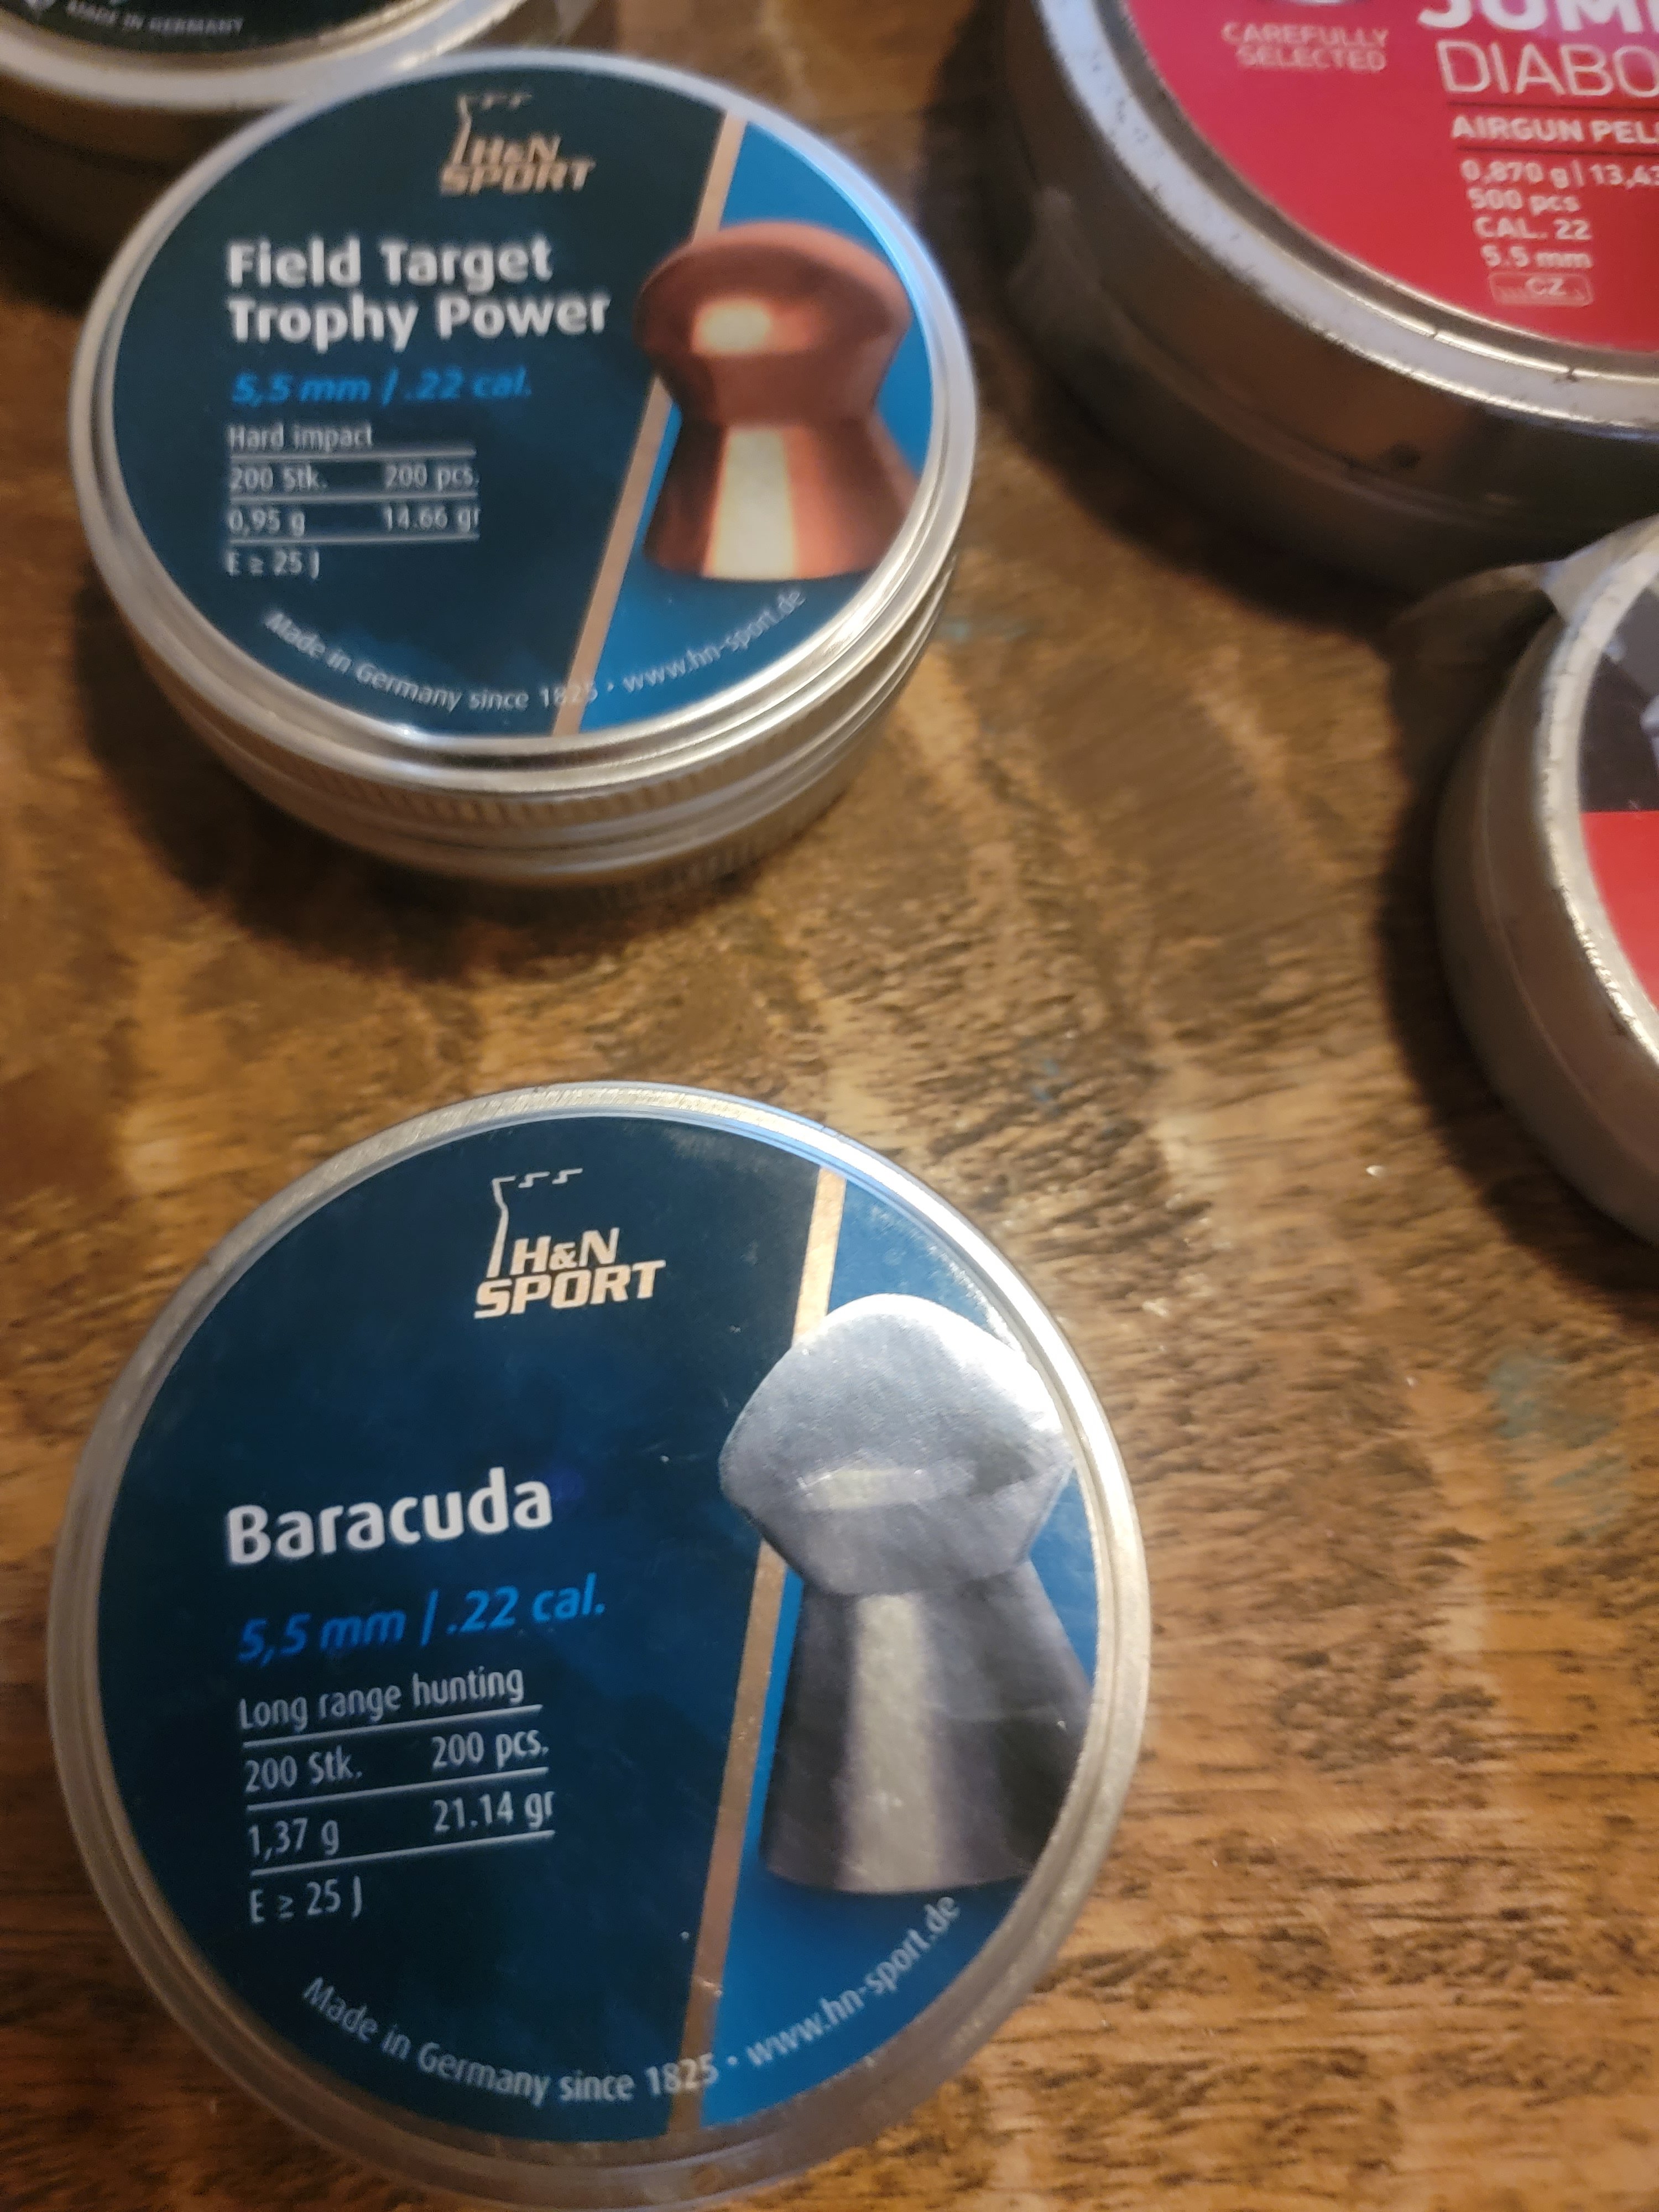 MADE IN GERMANY
H&N
SPORT
Field Target
Trophy Power
5,5 mm / .22 cal.
Hard impact
200 Stk. 200 pcs.
0,95 g 14.66 gr
E ≥ 25 J
Made in Germany since 1825 · www.hn-sport.de
CAREFULLY
SELECTED
DIABO
AIRGUN PEL
0,870 g | 13,43
500 pcs
CAL. 22
5.5 mm
CZ
H&N
SPORT
Baracuda
5,5 mm / .22 cal.
Long range hunting
200 Stk. 200 pcs.
1,37 g 21.14 gr
E ≥ 25 J
Made in Germany since 1825 · www.hn-sport.de